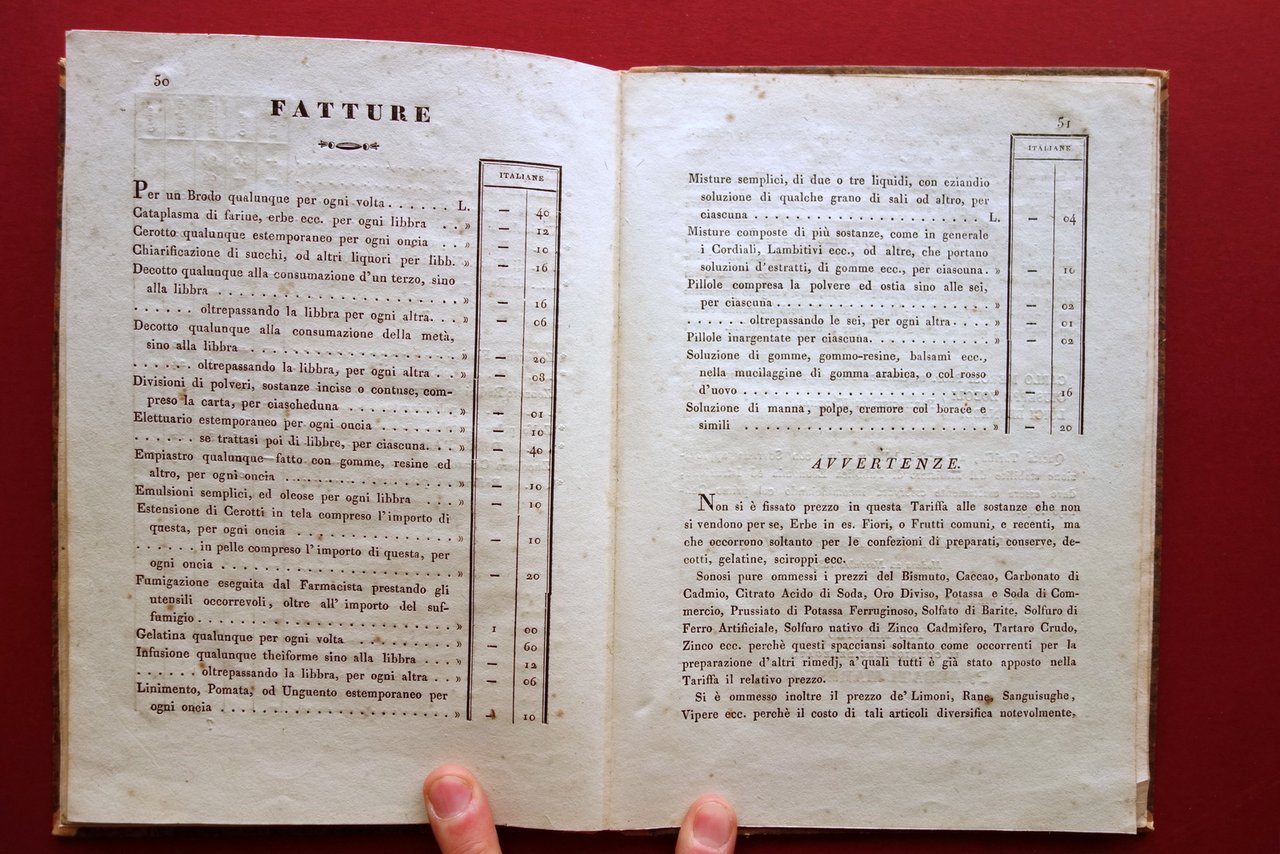 50
FATTURE
ITALIANE
Per un Brodo qualunque per ogni volta . . . . . . L. — 40
Cataplasma di farine, erbe ecc. per ogni libbra . . » — 12
Cerotto qualunque estemporaneo per ogni oncia . . » — 10
Chiarificazione di succhi, od altri liquori per libb. » — 16
Decotto qualunque alla consumazione d'un terzo, sino
alla libbra . . . . . . . . . . . . . . . . . . » — 16
. . . . . . oltrepassando la libbra per ogni altra. . . » — 06
Decotto qualunque alla consumazione della metà,
sino alla libbra . . . . . . . . . . . . . . . . » — 20
. . . . . . oltrepassando la libbra, per ogni altra . . » — 08
Divisioni di polveri, sostanze incise o contuse, com-
preso la carta, per ciascheduna . . . . . . . . . » — 01
Elettuario estemporaneo per ogni oncia . . . . . . » — 10
. . . . . . se trattasi poi di libbre, per ciascuna. . . » — 40
Empiastro qualunque fatto con gomme, resine ed
altro, per ogni oncia . . . . . . . . . . . . . » — 10
Emulsioni semplici, ed oleose per ogni libbra . . . » — 10
Estensione di Cerotti in tela compreso l'importo di
questa, per ogni oncia . . . . . . . . . . . . . » — 10
. . . . . . in pelle compreso l'importo di questa, per
ogni oncia . . . . . . . . . . . . . . . . . . » — 20
Fumigazione eseguita dal Farmacista prestando gli
utensili occorrevoli, oltre all'importo del suf-
fumigio . . . . . . . . . . . . . . . . . . . . » 1 00
Gelatina qualunque per ogni volta . . . . . . . . » — 60
Infusione qualunque theiforme sino alla libbra . . . » — 12
. . . . . . oltrepassando la libbra, per ogni altra . . » — 06
Linimento, Pomata, od Unguento estemporaneo per
ogni oncia . . . . . . . . . . . . . . . . . . » — 10
51
ITALIANE
Misture semplici, di due o tre liquidi, con eziandio
soluzione di qualche grano di sali od altro, per
ciascuna . . . . . . . . . . . . . . . . . . L. — 04
Misture composte di più sostanze, come in generale
i Cordiali, Lambitivi ecc., od altre, che portano
soluzioni d'estratti, di gomme ecc., per ciascuna. » — 10
Pillole compresa la polvere ed ostia sino alle sei,
per ciascuna . . . . . . . . . . . . . . . . . » — 02
. . . . . . oltrepassando le sei, per ogni altra. . . . » — 01
Pillole inargentate per ciascuna. . . . . . . . . . . » — 02
Soluzione di gomme, gommo-resine, balsami ecc.,
nella mucilaggine di gomma arabica, o col rosso
d'uovo . . . . . . . . . . . . . . . . . . . . » — 16
Soluzione di manna, polpe, cremore col borace e
simili . . . . . . . . . . . . . . . . . . . . » — 20
AVVERTENZE.
Non si è fissato prezzo in questa Tariffa alle sostanze che non
si vendono per se, Erbe in es. Fiori, o Frutti comuni, e recenti, ma
che occorrono soltanto per le confezioni di preparati, conserve, de-
cotti, gelatine, sciroppi ecc.
Sonosi pure ommessi i prezzi del Bismuto, Caccao, Carbonato di
Cadmio, Citrato Acido di Soda, Oro Diviso, Potassa e Soda di Com-
mercio, Prussiato di Potassa Ferruginoso, Solfato di Barite, Solfuro di
Ferro Artificiale, Solfuro nativo di Zinco Cadmifero, Tartaro Crudo,
Zinco ecc. perchè questi spacciansi soltanto come occorrenti per la
preparazione d'altri rimedj, a'quali tutti è già stato apposto nella
Tariffa il relativo prezzo.
Si è ommesso inoltre il prezzo de' Limoni, Rane, Sanguisughe,
Vipere ecc. perchè il costo di tali articoli diversifica notevolmente,